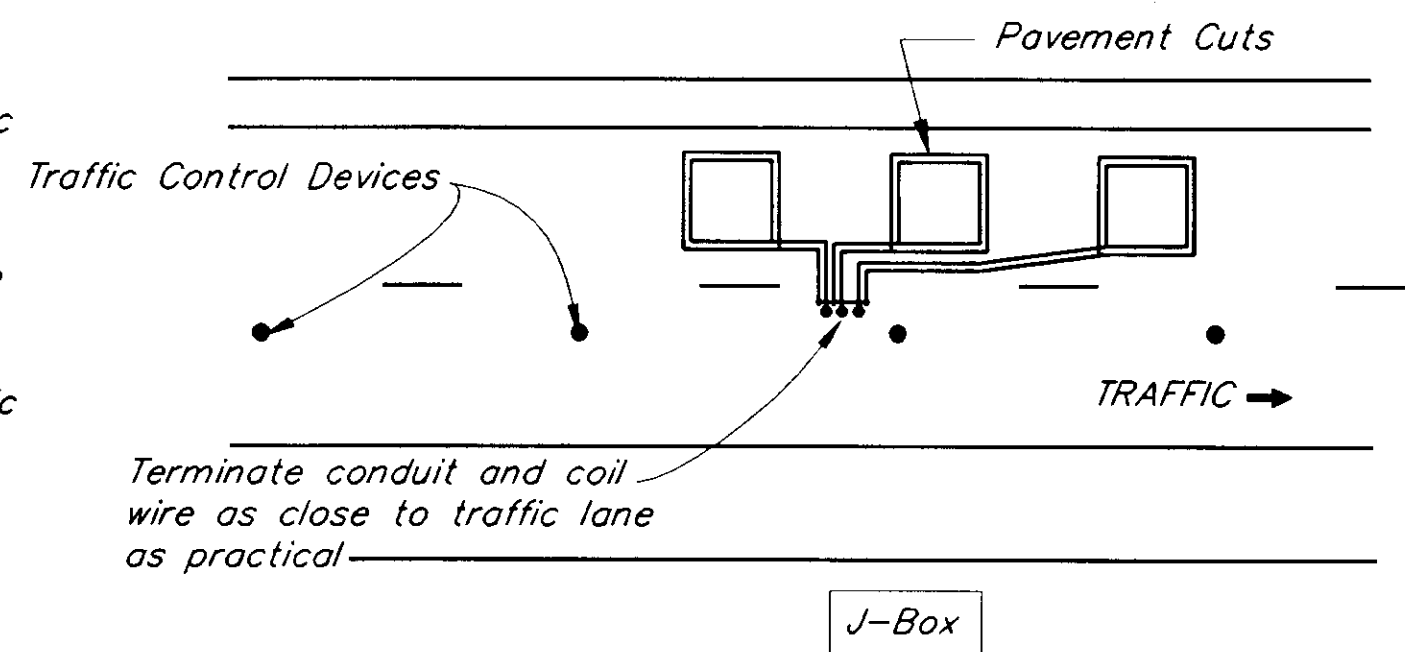 Pavement Cuts
c
Traffic Control Devices
TRAFFIC
ic
Terminate conduit and coil
wire as close to traffic lane
as practical
J-Box